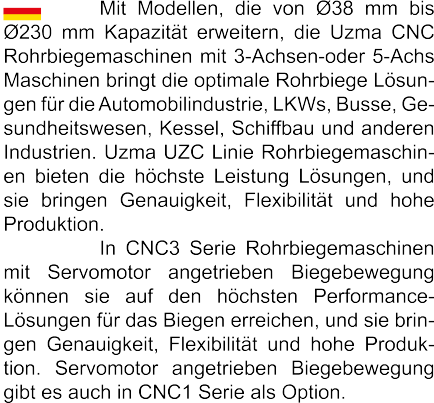 Mit Modellen, die von Ø38 mm bis
Ø230 mm Kapazität erweitern, die Uzma CNC
Rohrbiegemaschinen mit 3-Achsen-oder 5-Achs
Maschinen bringt die optimale Rohrbiege Lösun-
gen für die Automobilindustrie, LKWs, Busse, Ge-
sundheitswesen, Kessel, Schiffbau und anderen
Industrien. Uzma UZC Linie Rohrbiegemaschin-
en bieten die höchste Leistung Lösungen, und
sie bringen Genauigkeit, Flexibilität und hohe
Produktion.
In CNC3 Serie Rohrbiegemaschinen
mit Servomotor angetrieben Biegebewegung
können sie auf den höchsten Performance-
Lösungen für das Biegen erreichen, und sie brin-
gen Genauigkeit, Flexibilität und hohe Produk-
tion. Servomotor angetrieben Biegebewegung
gibt es auch in CNC1 Serie als Option.